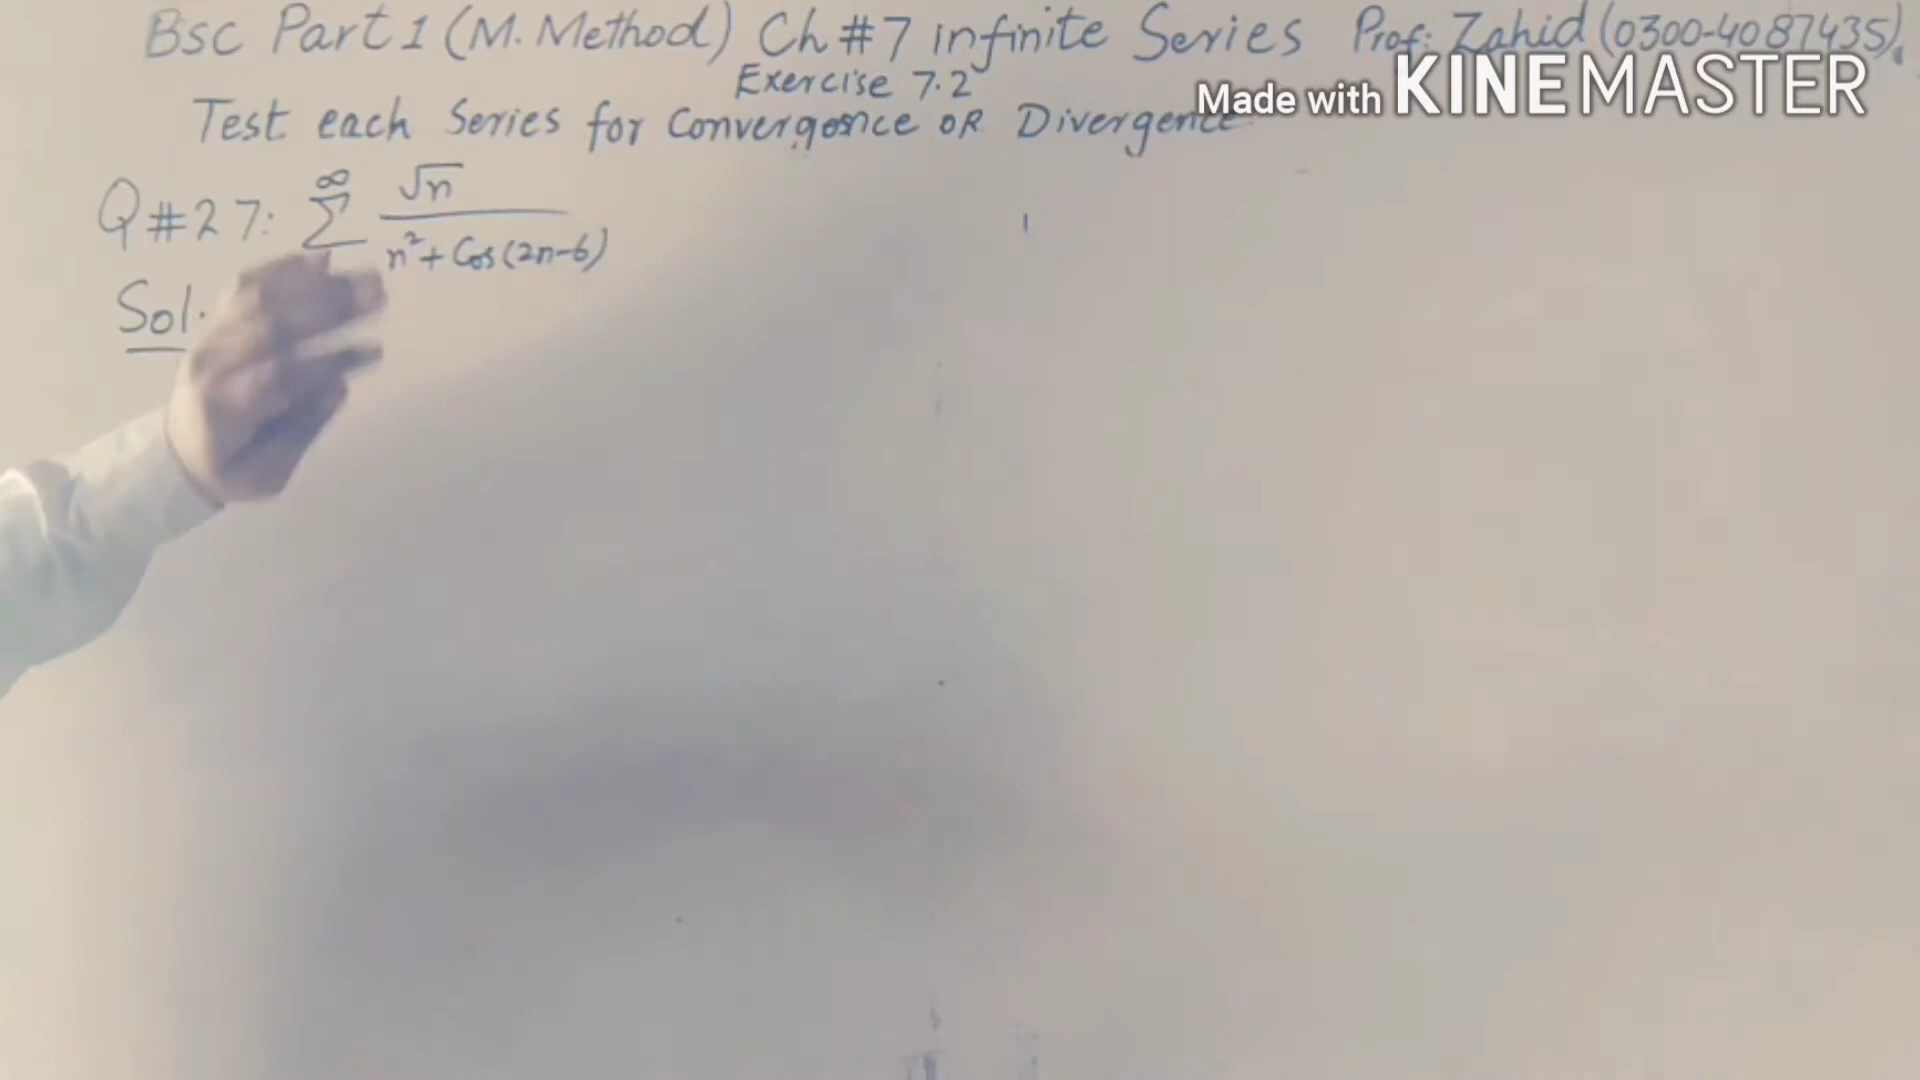 Bsc Part 1 (M. Method) Ch #7 infinite Series Prof: Zahid (0300-4087435)
Exercise 7.2
Made with KINEMASTER
Test each Series for Convergence OR Divergence
Q#27: ∞∑ √n / n²+Cos(2n-6)
Sol.